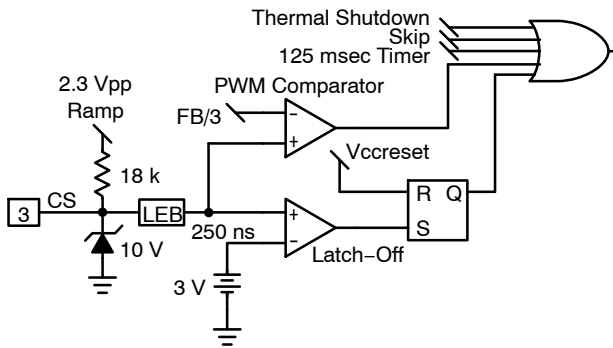 Thermal Shutdown
Skip
125 msec Timer
2.3 Vpp
Ramp
PWM Comparator
FB/3
−
+
Vccreset
18 k
3
CS
LEB
R Q
S
+
−
250 ns
10 V
Latch−Off
3 V